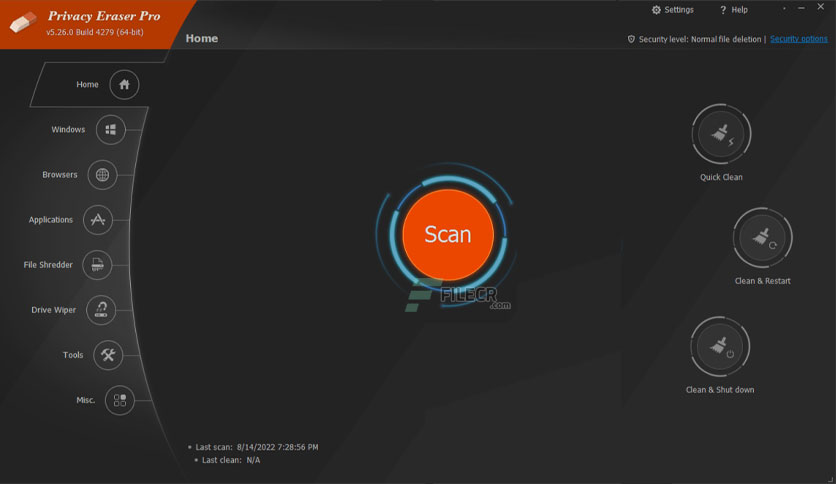 Privacy Eraser Pro
v5.26.0 Build 4279 (64-bit)
Settings
? Help
Home
Security level: Normal file deletion | Security options
Home
Windows
Browsers
Applications
File Shredder
Drive Wiper
Tools
Misc.
Scan
FILECR
.com
Quick Clean
Clean & Restart
Clean & Shut down
Last scan: 8/14/2022 7:28:56 PM
Last clean: N/A